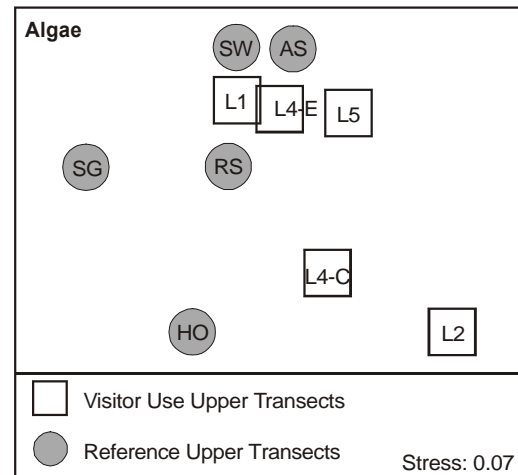 Algae
SW AS
L1 L4-E L5
SG RS
L4-C
HO L2
Visitor Use Upper Transects
Reference Upper Transects
Stress: 0.07